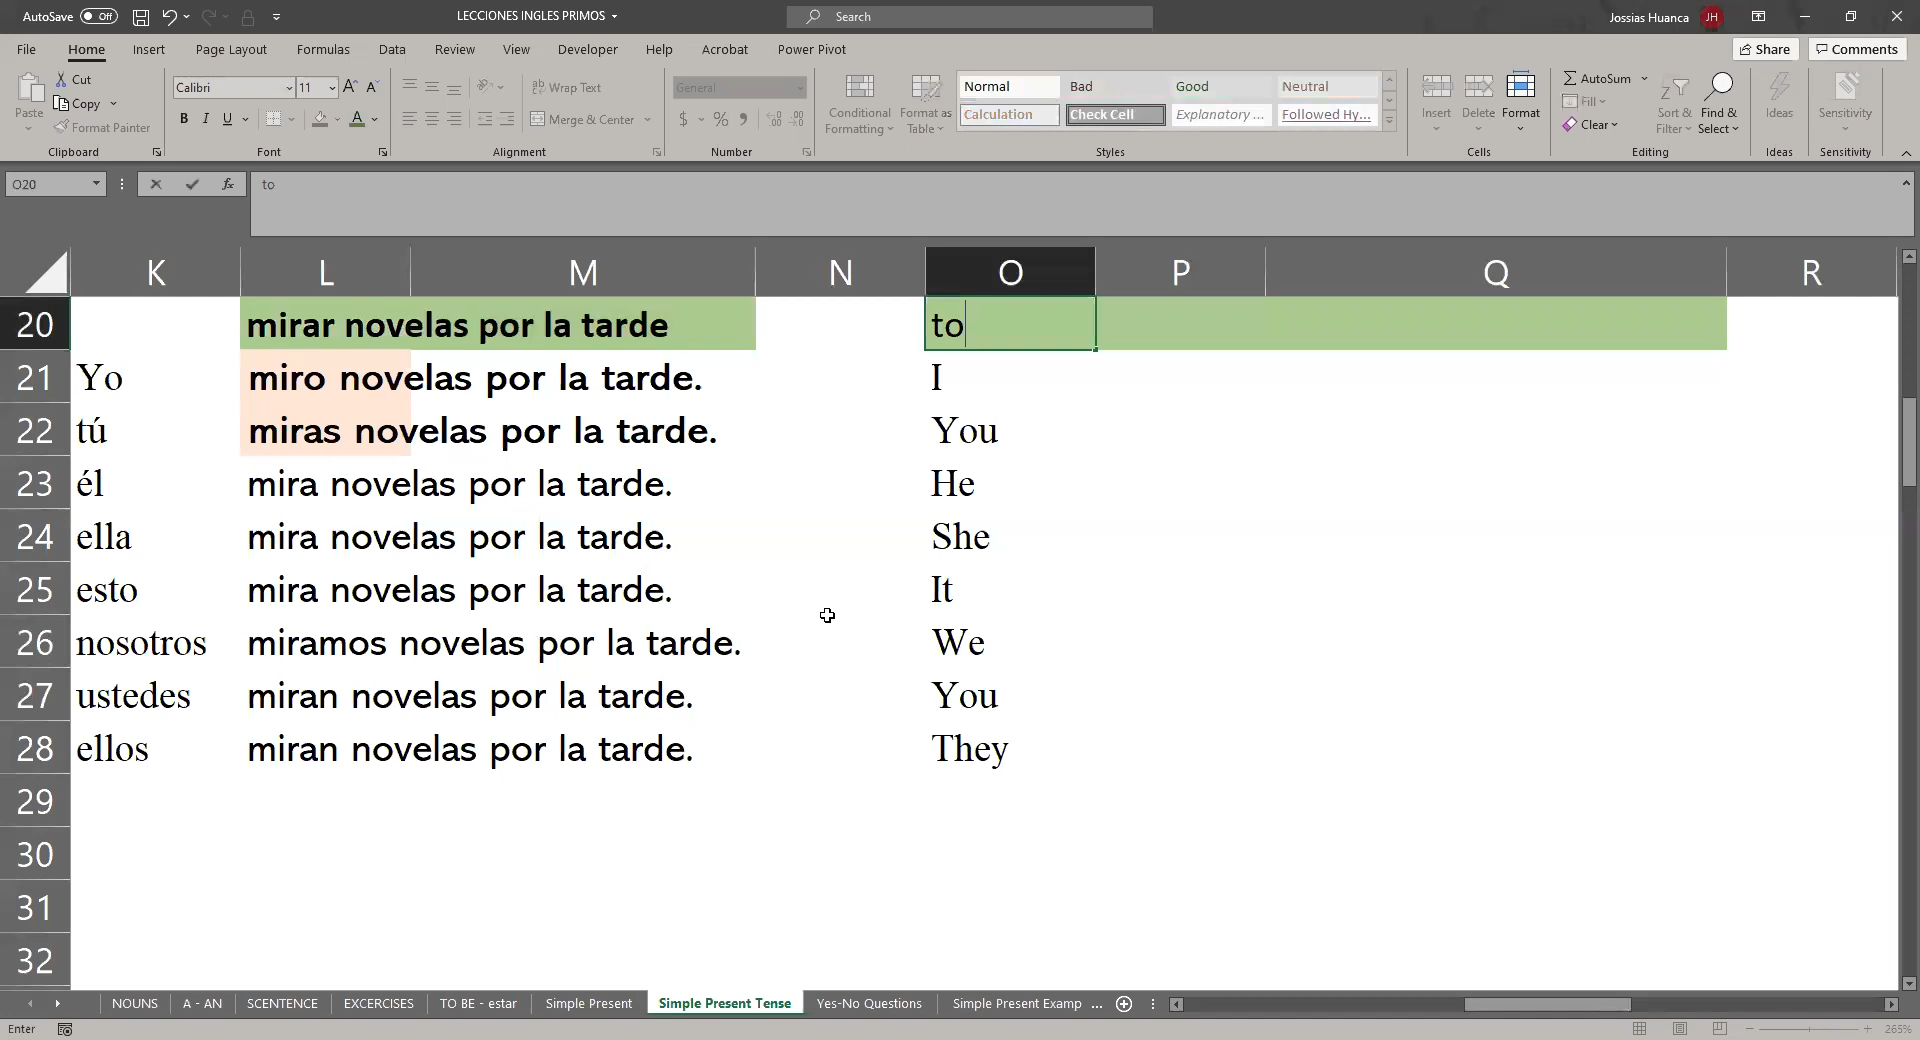 AutoSave Off LECCIONES INGLES PRIMOS Search Jossias Huanca JH
File Home Insert Page Layout Formulas Data Review View Developer Help Acrobat Power Pivot Share Comments
Paste Cut Copy Format Painter Clipboard
Calibri 11 A A B I U A Font
ab Wrap Text Merge & Center Alignment
General $ % Number
Conditional Formatting Format as Table
Normal Bad Good Neutral
Calculation Check Cell Explanatory ... Followed Hy...
Styles
Insert Delete Format Cells
AutoSum Fill Clear Sort & Filter Find & Select Editing
Ideas Ideas
Sensitivity Sensitivity
O20 fx to
K L M N O P Q R
20 mirar novelas por la tarde to
21 Yo miro novelas por la tarde. I
22 tú miras novelas por la tarde. You
23 él mira novelas por la tarde. He
24 ella mira novelas por la tarde. She
25 esto mira novelas por la tarde. It
26 nosotros miramos novelas por la tarde. We
27 ustedes miran novelas por la tarde. You
28 ellos miran novelas por la tarde. They
29
30
31
32
NOUNS A - AN SCENTENCE EXCERCISES TO BE - estar Simple Present Simple Present Tense Yes-No Questions Simple Present Examp ...
Enter 265%